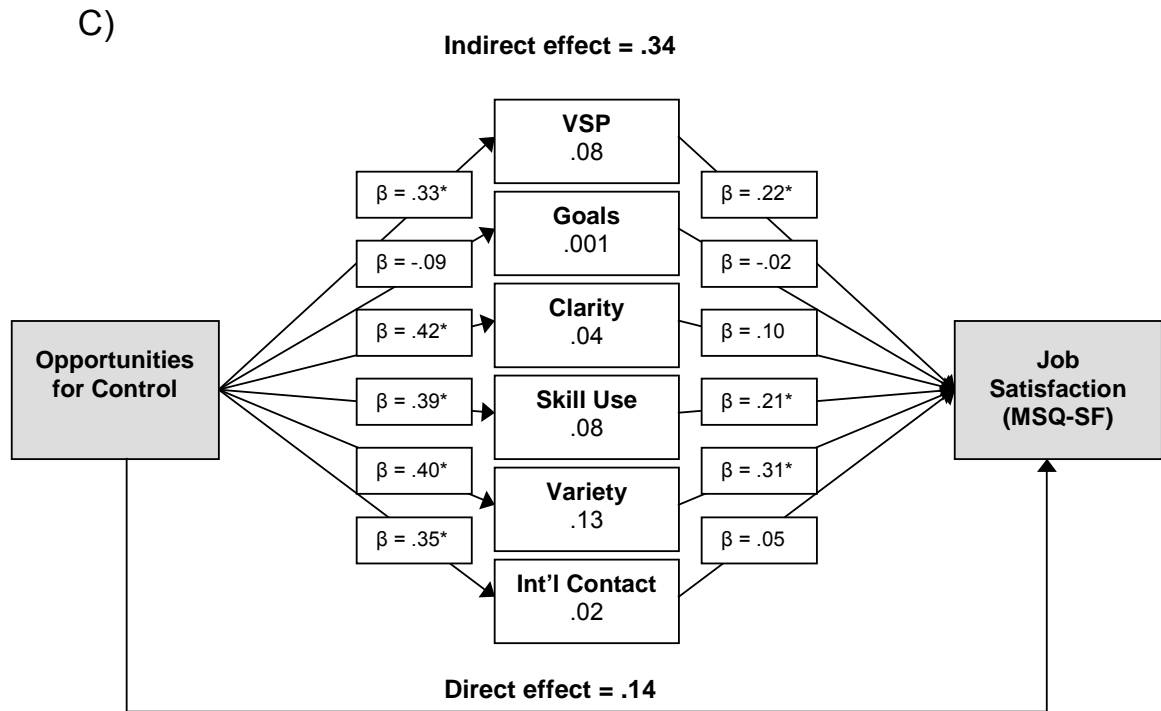 C)
Indirect effect = .34
VSP
.08
β = .33*
β = .22*
Goals
.001
β = -.09
β = -.02
Clarity
.04
β = .42*
β = .10
Opportunities
for Control
Job
Satisfaction
(MSQ-SF)
Skill Use
.08
β = .39*
β = .21*
Variety
.13
β = .40*
β = .31*
β = .35*
β = .05
Int'l Contact
.02
Direct effect = .14